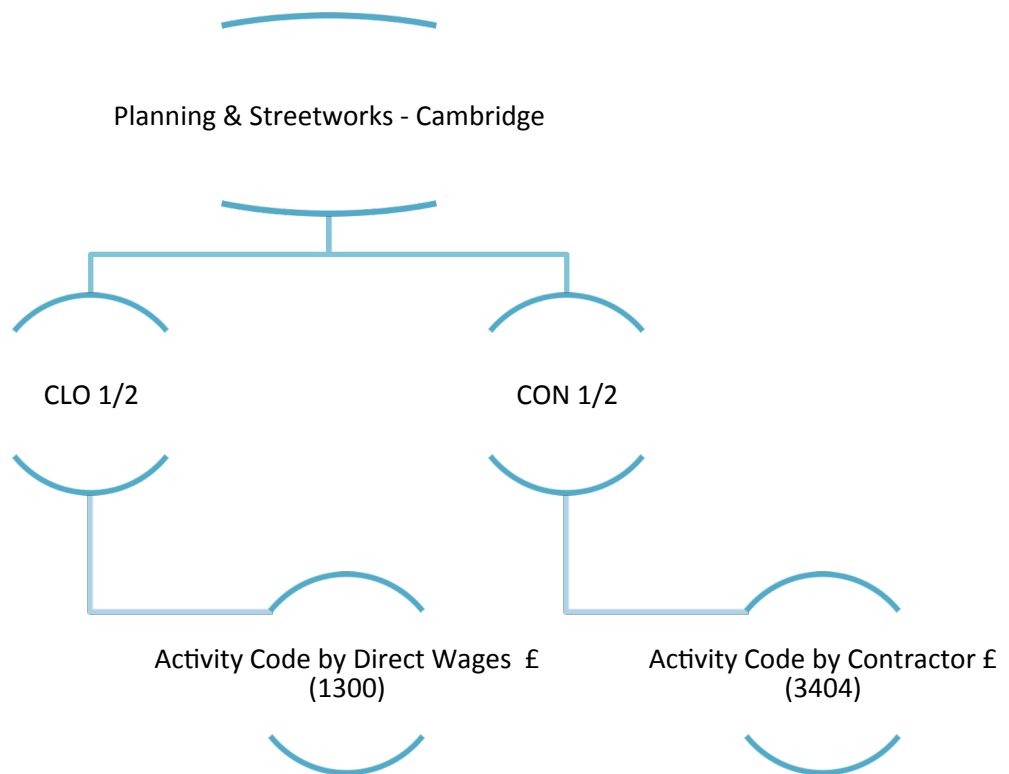 Planning & Streetworks - Cambridge
CLO 1/2
CON 1/2
Activity Code by Direct Wages £
(1300)
Activity Code by Contractor £
(3404)